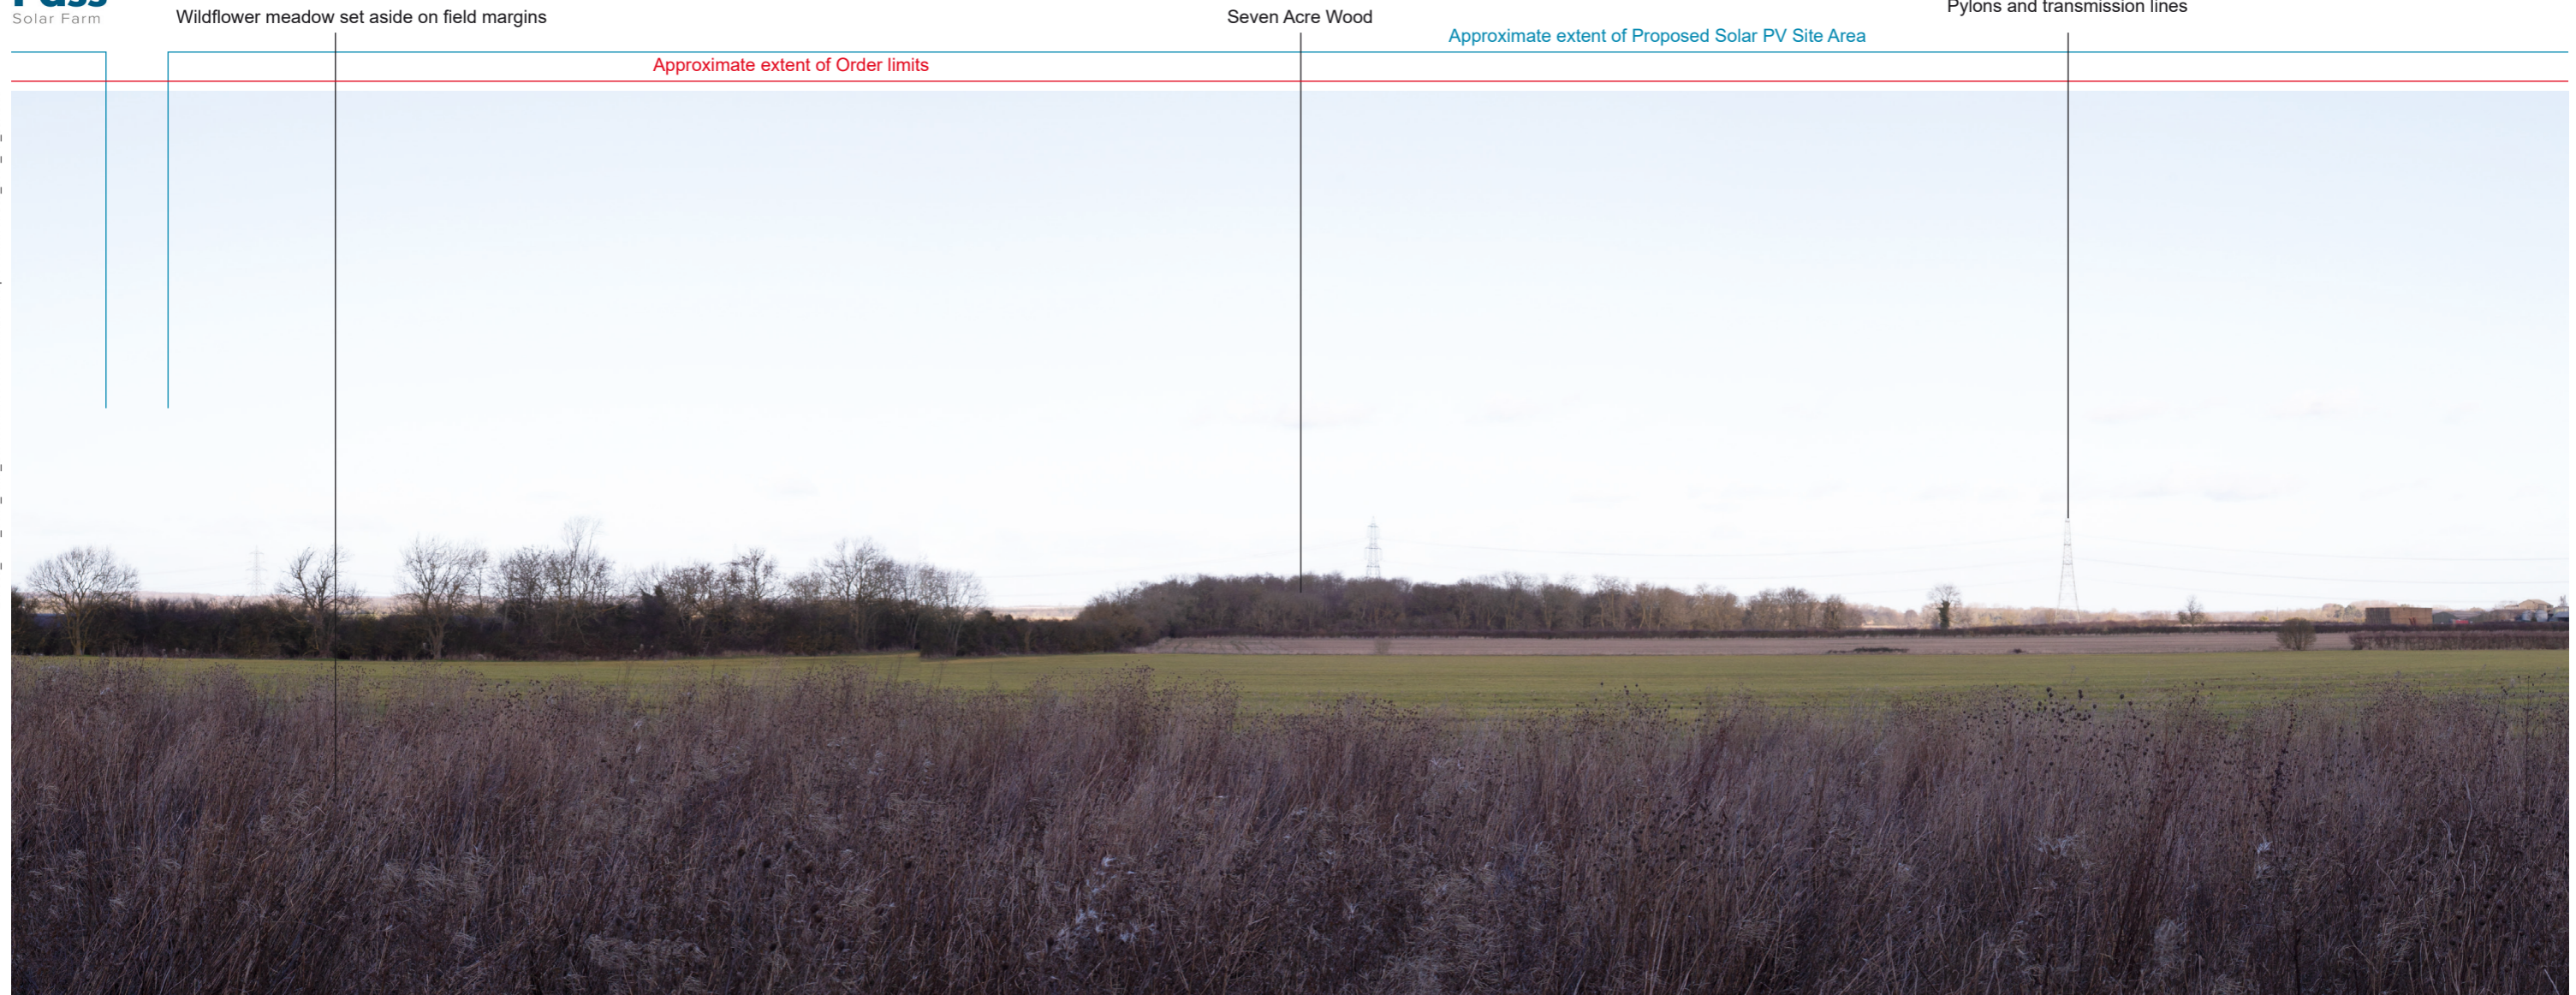 Pass
Solar Farm
Wildflower meadow set aside on field margins
Seven Acre Wood
Pylons and transmission lines
Approximate extent of Proposed Solar PV Site Area
Approximate extent of Order limits